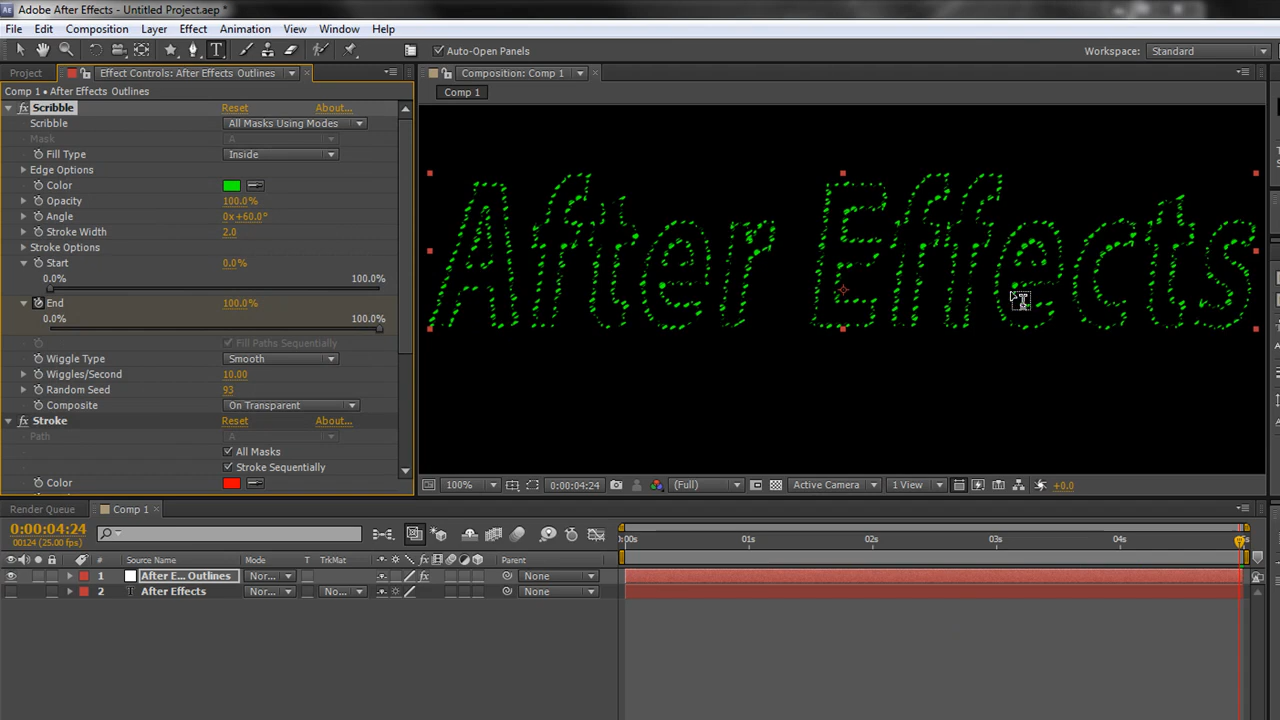 Adobe After Effects - Untitled Project.aep *
File Edit Composition Layer Effect Animation View Window Help
Auto-Open Panels Workspace: Standard
Project Effect Controls: After Effects Outlines Composition: Comp 1
Comp 1 • After Effects Outlines Comp 1
fx Scribble Reset About...
Scribble All Masks Using Modes
Mask A
Fill Type Inside
Edge Options
Color
Opacity 100.0%
Angle 0x+60.0°
Stroke Width 2.0
Stroke Options
Start 0.0%
0.0% 100.0%
End 100.0%
0.0% 100.0%
Fill Paths Sequentially
Wiggle Type Smooth
Wiggles/Second 10.00
Random Seed 93
Composite On Transparent
fx Stroke Reset About...
Path A
All Masks
Stroke Sequentially
Color
After Effects
100% 0:00:04:24 (Full) Active Camera 1 View +0.0
Render Queue Comp 1
0:00:04:24
00124 (25.00 fps)
:00s 01s 02s 03s 04s
# Source Name Mode T TrkMat fx Parent
1 After E... Outlines Nor... fx None
2 T After Effects Nor... No... None